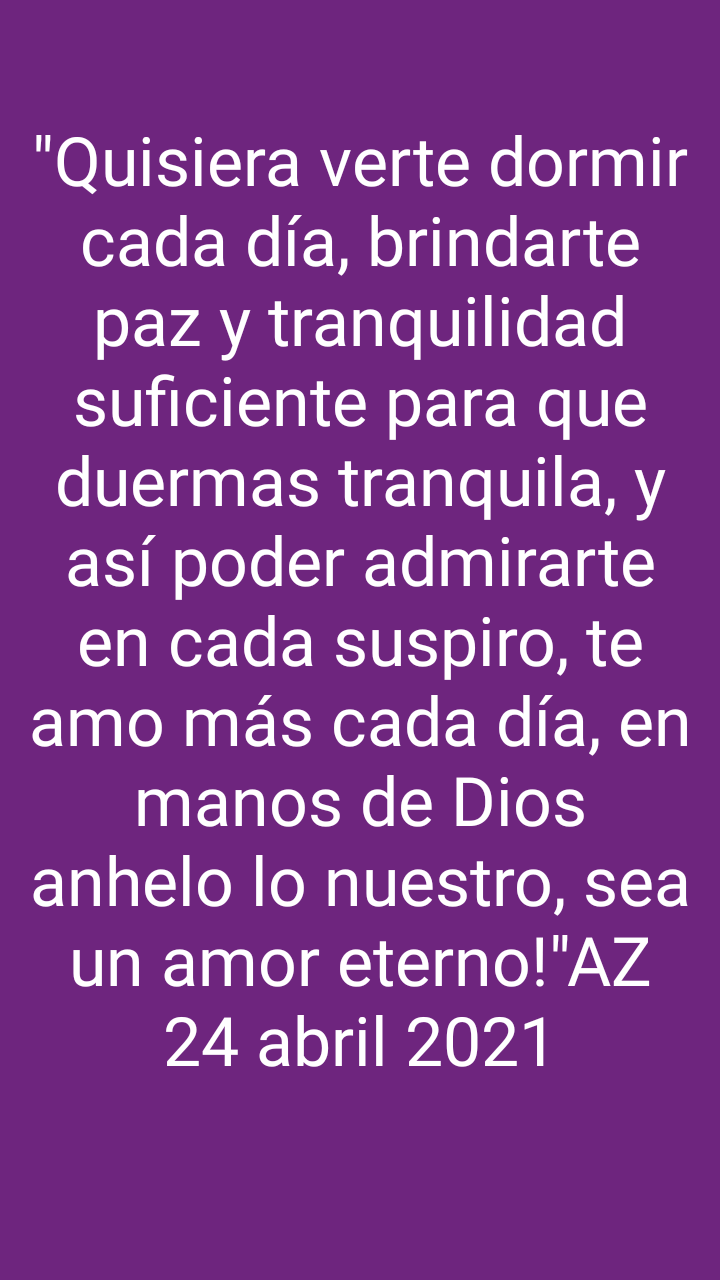 "Quisiera verte dormir
cada día, brindarte
paz y tranquilidad
suficiente para que
duermas tranquila, y
así poder admirarte
en cada suspiro, te
amo más cada día, en
manos de Dios
anhelo lo nuestro, sea
un amor eterno!"AZ
24 abril 2021